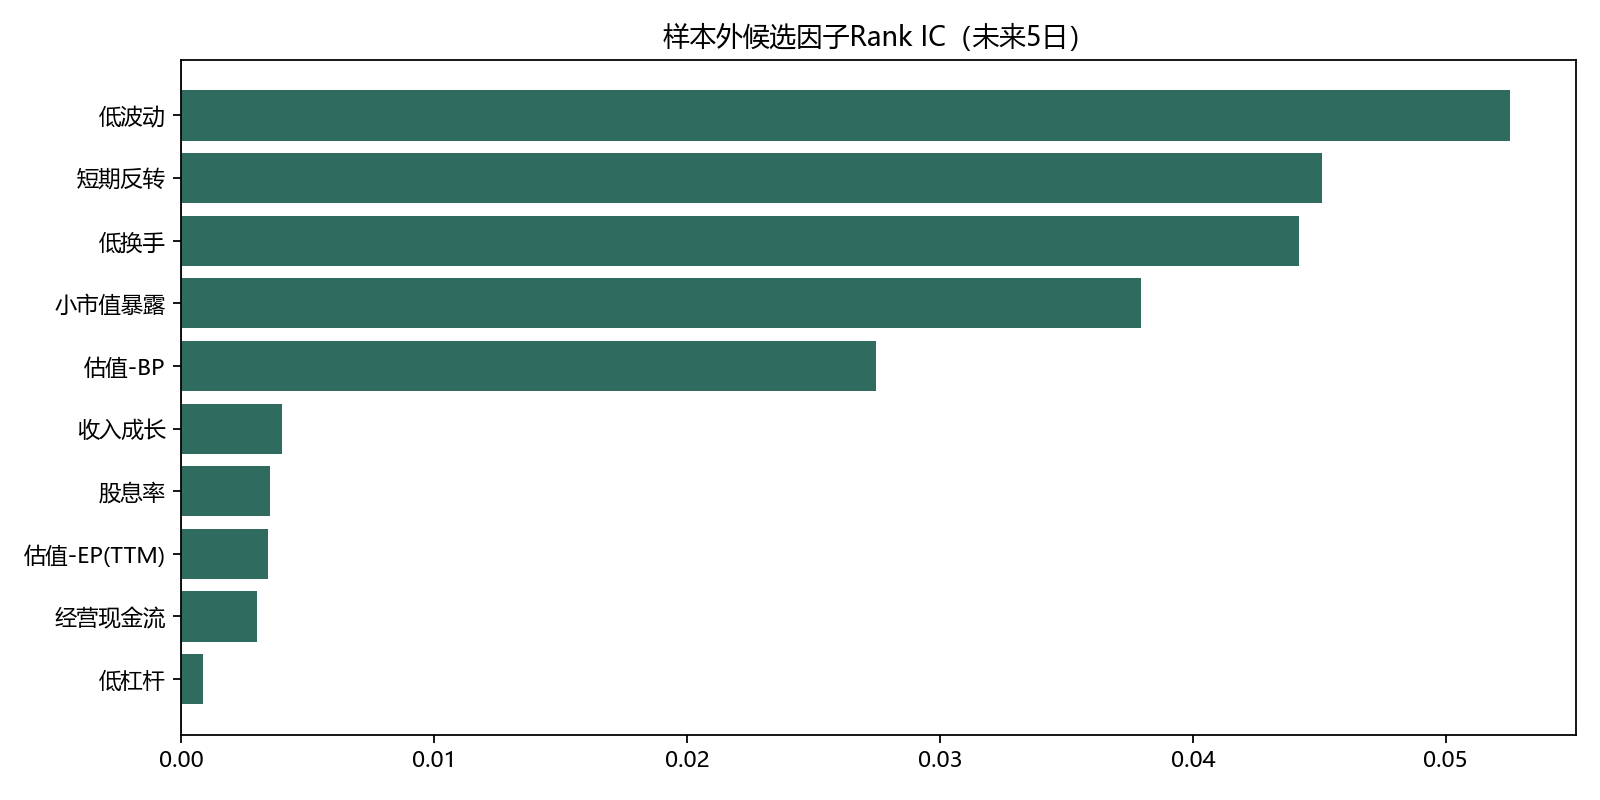 样本外候选因子Rank IC（未来5日）
低波动
短期反转
低换手
小市值暴露
估值-BP
收入成长
股息率
估值-EP(TTM)
经营现金流
低杠杆
0.00 0.01 0.02 0.03 0.04 0.05